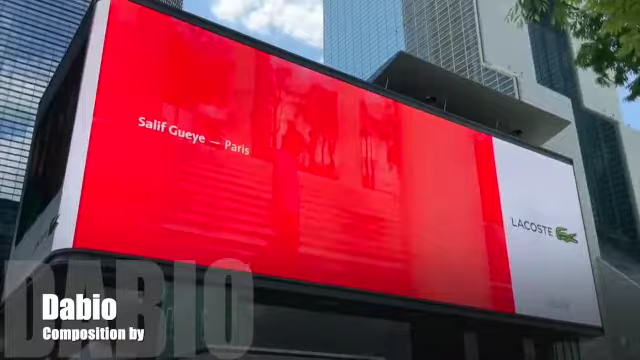 Salif Gueye — Paris
LACOSTE
DABIO
Dabio
Composition by